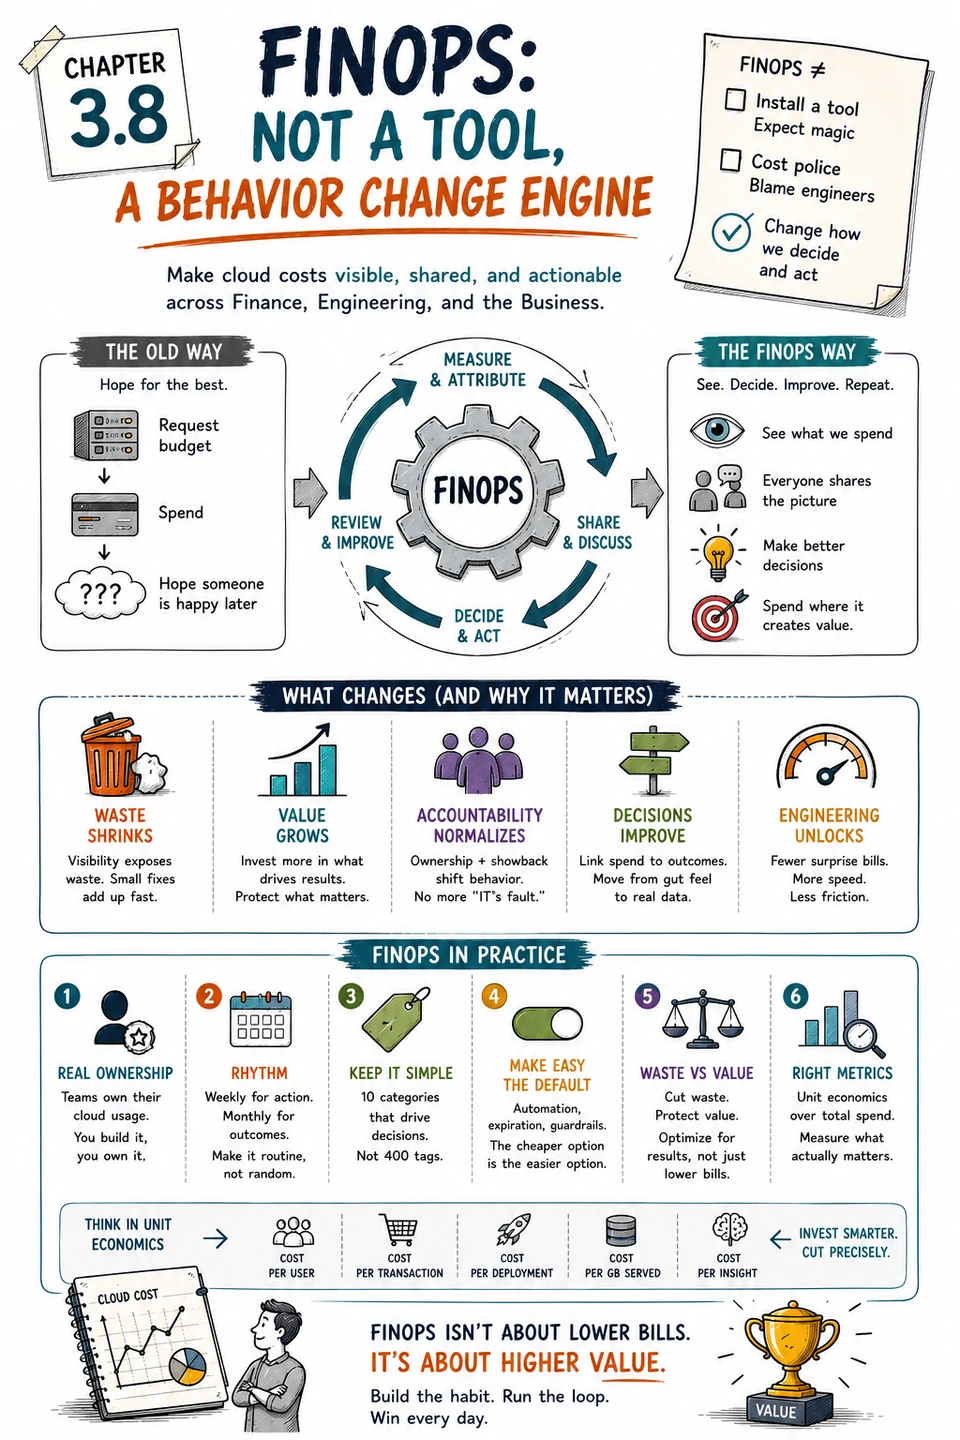 CHAPTER
3.8
FINOPS:
NOT A TOOL,
A BEHAVIOR CHANGE ENGINE
Make cloud costs visible, shared, and actionable
across Finance, Engineering, and the Business.
FINOPS ≠
Install a tool
Expect magic
Cost police
Blame engineers
Change how
we decide
and act
THE OLD WAY
Hope for the best.
Request
budget
Spend
???
Hope someone
is happy later
MEASURE
& ATTRIBUTE
FINOPS
SHARE
& DISCUSS
DECIDE
& ACT
REVIEW
& IMPROVE
THE FINOPS WAY
See. Decide. Improve. Repeat.
See what we spend
Everyone shares
the picture
Make better
decisions
Spend where it
creates value.
WHAT CHANGES (AND WHY IT MATTERS)
WASTE
SHRINKS
Visibility exposes
waste. Small fixes
add up fast.
VALUE
GROWS
Invest more in what
drives results.
Protect what matters.
ACCOUNTABILITY
NORMALIZES
Ownership + showback
shift behavior.
No more "IT's fault."
DECISIONS
IMPROVE
Link spend to outcomes.
Move from gut feel
to real data.
ENGINEERING
UNLOCKS
Fewer surprise bills.
More speed.
Less friction.
FINOPS IN PRACTICE
1
REAL OWNERSHIP
Teams own their
cloud usage.
You build it,
you own it,
2
RHYTHM
Weekly for action.
Monthly for
outcomes.
Make it routine,
not random.
3
KEEP IT SIMPLE
10 categories
that drive
decisions.
Not 400 tags.
4
MAKE EASY
THE DEFAULT
Automation,
expiration, guardrails.
The cheaper option
is the easier option.
5
WASTE VS VALUE
Cut waste.
Protect value.
Optimize for
results, not just
lower bills.
6
RIGHT METRICS
Unit economics
over total spend.
Measure what
actually matters.
THINK IN UNIT
ECONOMICS
COST
PER USER
COST
PER TRANSACTION
COST
PER DEPLOYMENT
COST
PER GB SERVED
COST
PER INSIGHT
INVEST SMARTER.
CUT PRECISELY.
CLOUD COST
FINOPS ISN'T ABOUT LOWER BILLS.
IT'S ABOUT HIGHER VALUE.
Build the habit. Run the loop.
Win every day.
VALUE